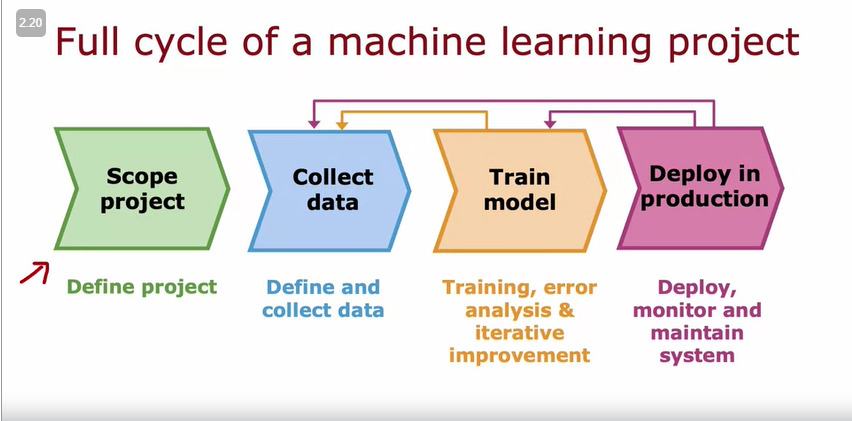 2.20
Full cycle of a machine learning project
Scope
project
Collect
data
Train
model
Deploy in
production
Define project
Define and
collect data
Training, error
analysis &
iterative
improvement
Deploy,
monitor and
maintain
system